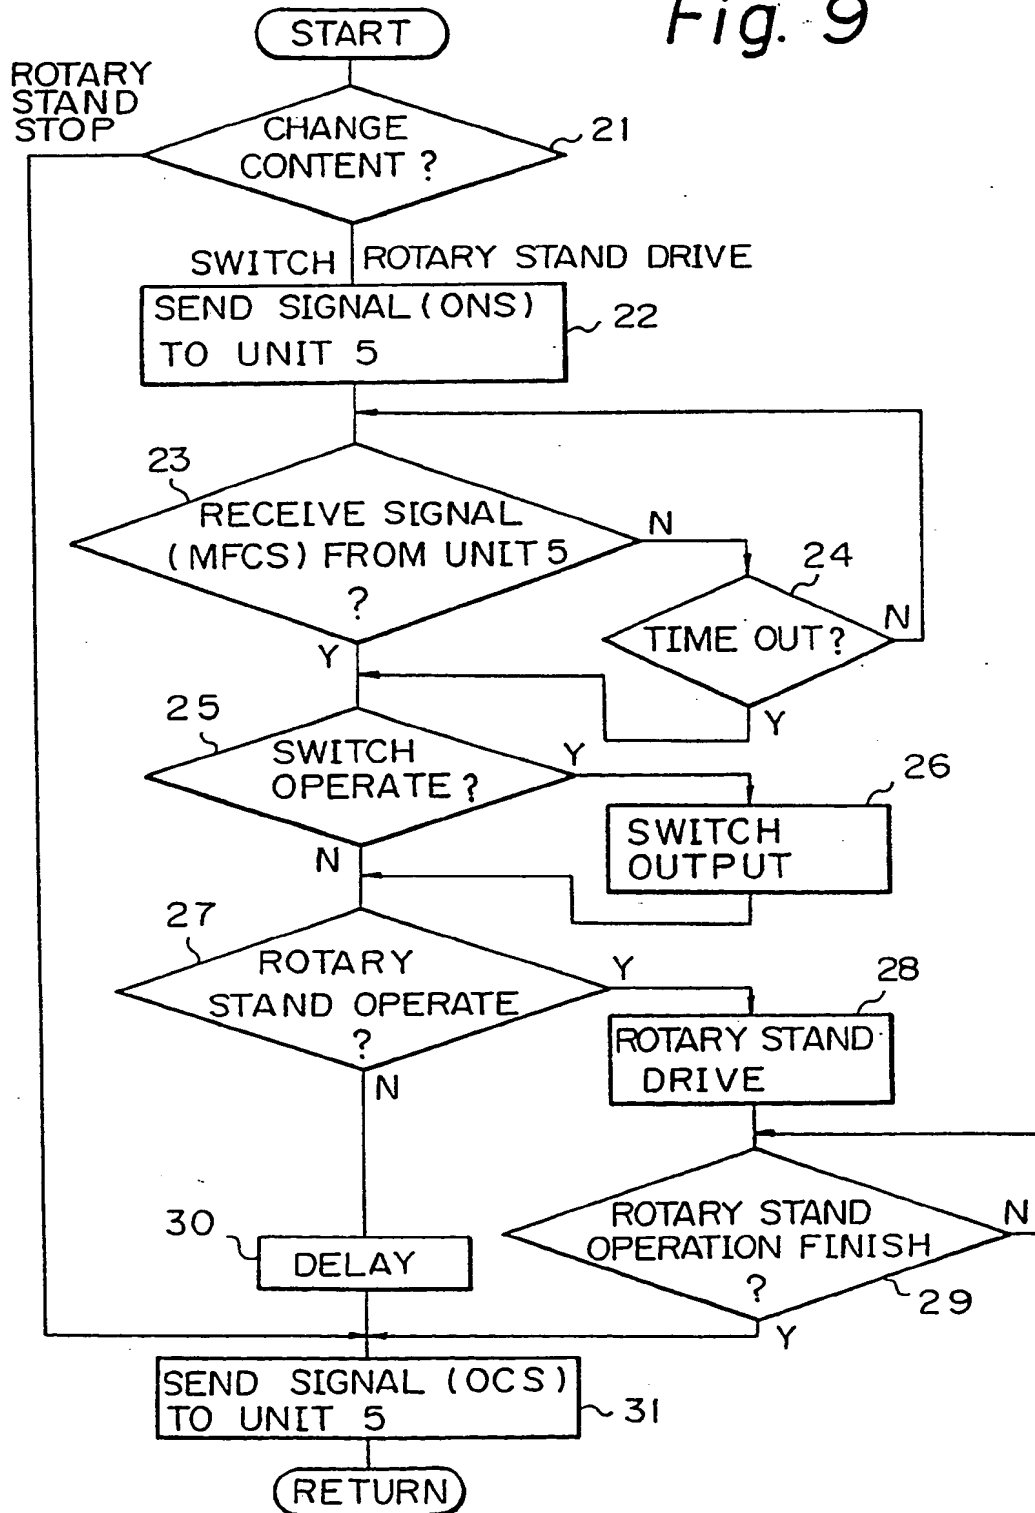 Fig. 9
START
ROTARY
STAND
STOP
CHANGE
CONTENT ?
21
SWITCH
ROTARY STAND DRIVE
SEND SIGNAL (ONS)
TO UNIT 5
22
23
RECEIVE SIGNAL
(MFCS) FROM UNIT 5
?
N
Y
24
TIME OUT?
N
Y
25
SWITCH
OPERATE?
Y
N
26
SWITCH
OUTPUT
27
ROTARY
STAND OPERATE
?
Y
N
28
ROTARY STAND
DRIVE
ROTARY STAND
OPERATION FINISH
?
N
29
Y
30
DELAY
SEND SIGNAL (OCS)
TO UNIT 5
31
RETURN